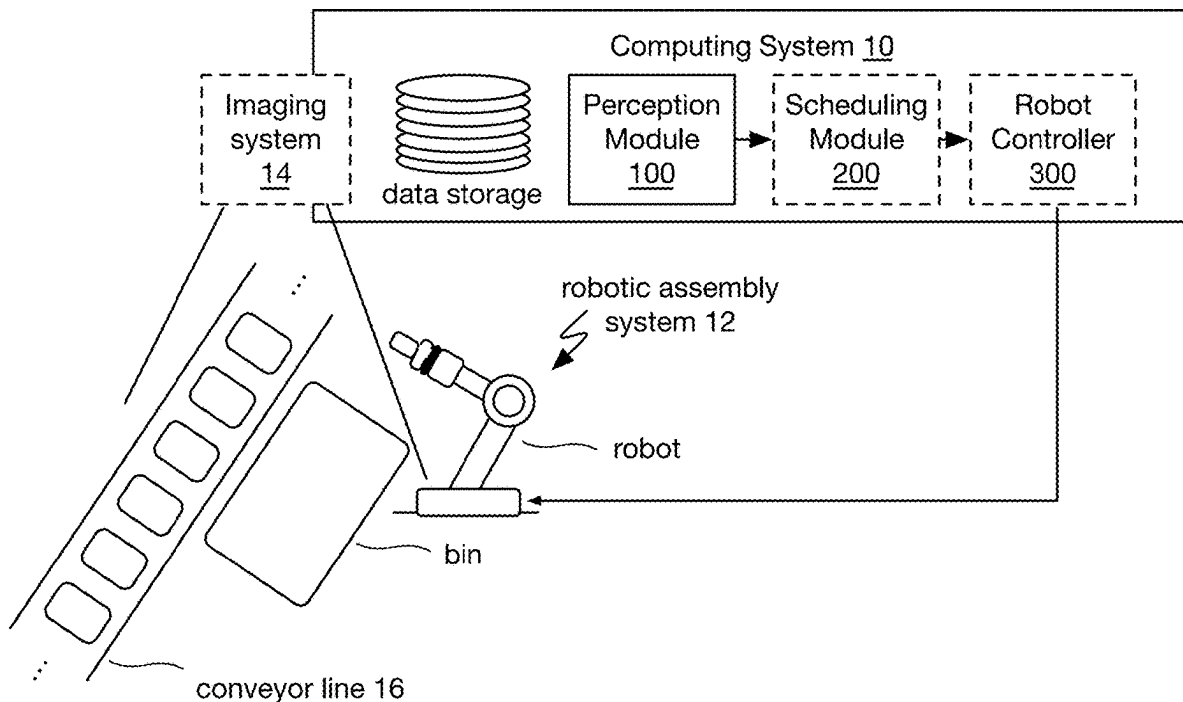 Computing System 10
Imaging
system
14
data storage
Perception
Module
100
Scheduling
Module
200
Robot
Controller
300
robotic assembly
system 12
robot
bin
conveyor line 16